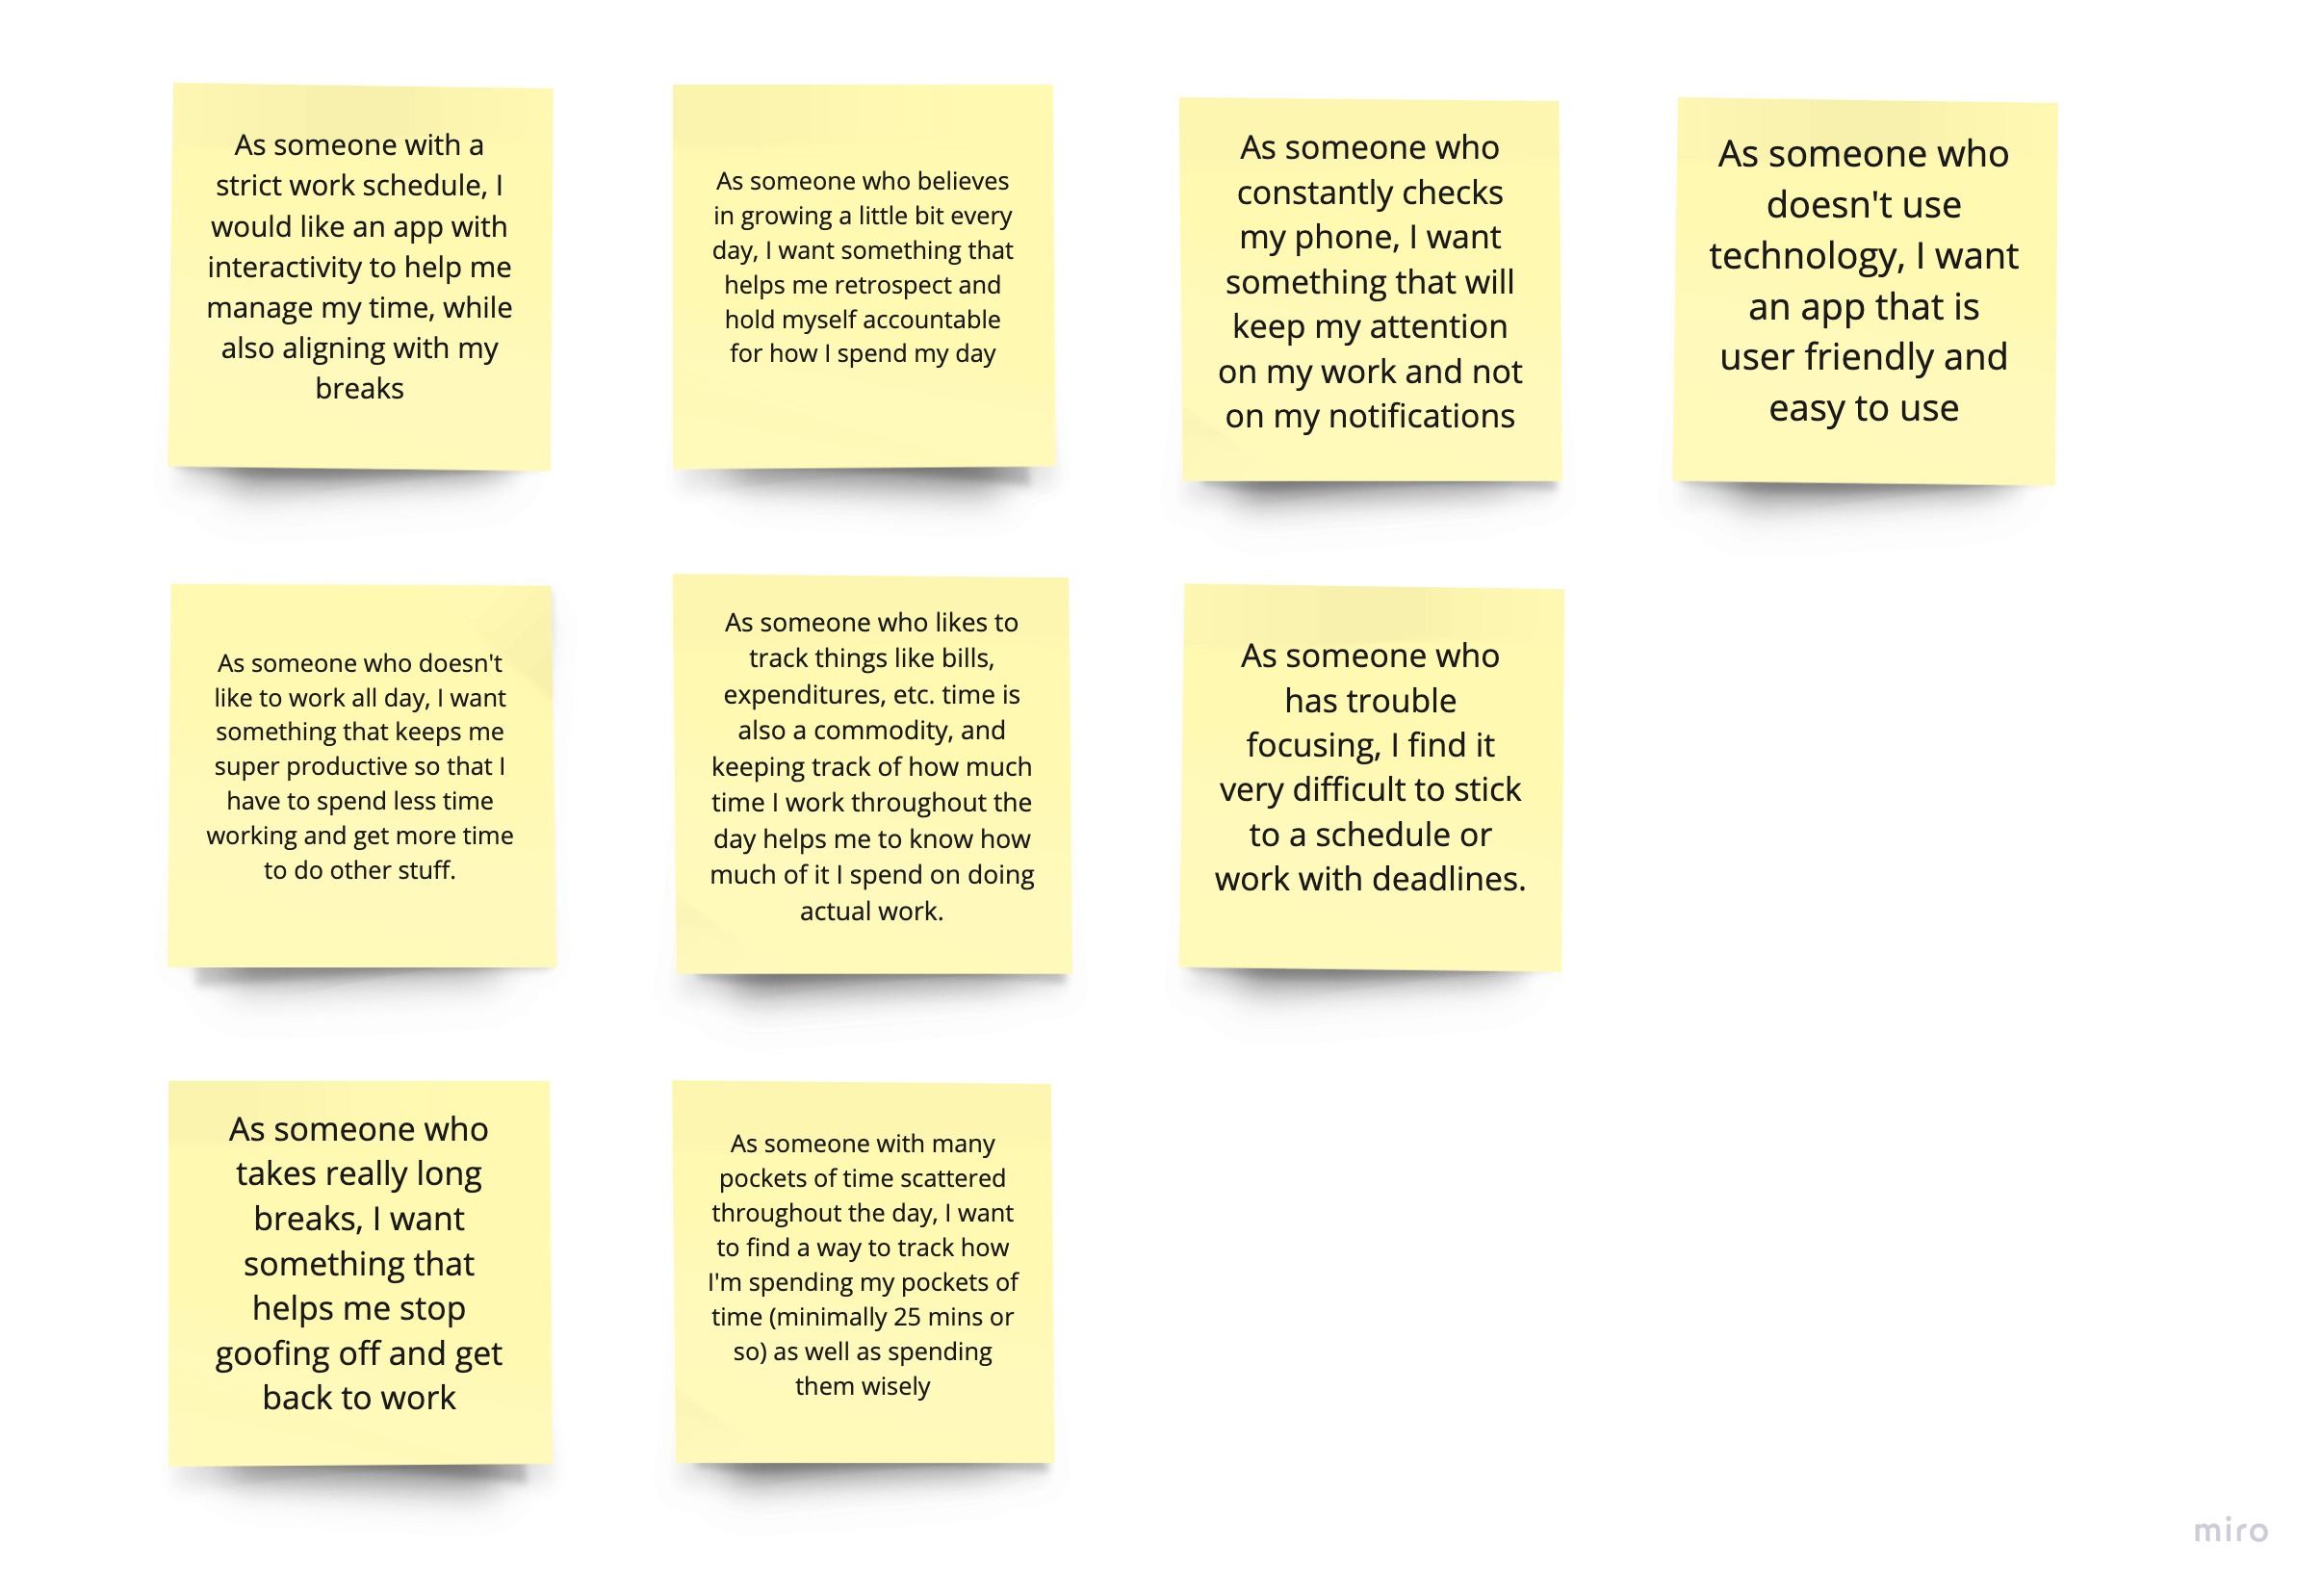 As someone with a
strict work schedule, I
would like an app with
interactivity to help me
manage my time, while
also aligning with my
breaks
As someone who believes
in growing a little bit every
day, I want something that
helps me retrospect and
hold myself accountable
for how I spend my day
As someone who
constantly checks
my phone, I want
something that will
keep my attention
on my work and not
on my notifications
As someone who
doesn't use
technology, I want
an app that is
user friendly and
easy to use
As someone who doesn't
like to work all day, I want
something that keeps me
super productive so that I
have to spend less time
working and get more time
to do other stuff.
As someone who likes to
track things like bills,
expenditures, etc. time is
also a commodity, and
keeping track of how much
time I work throughout the
day helps me to know how
much of it I spend on doing
actual work.
As someone who
has trouble
focusing, I find it
very difficult to stick
to a schedule or
work with deadlines.
As someone who
takes really long
breaks, I want
something that
helps me stop
goofing off and get
back to work
As someone with many
pockets of time scattered
throughout the day, I want
to find a way to track how
I'm spending my pockets of
time (minimally 25 mins or
so) as well as spending
them wisely
miro